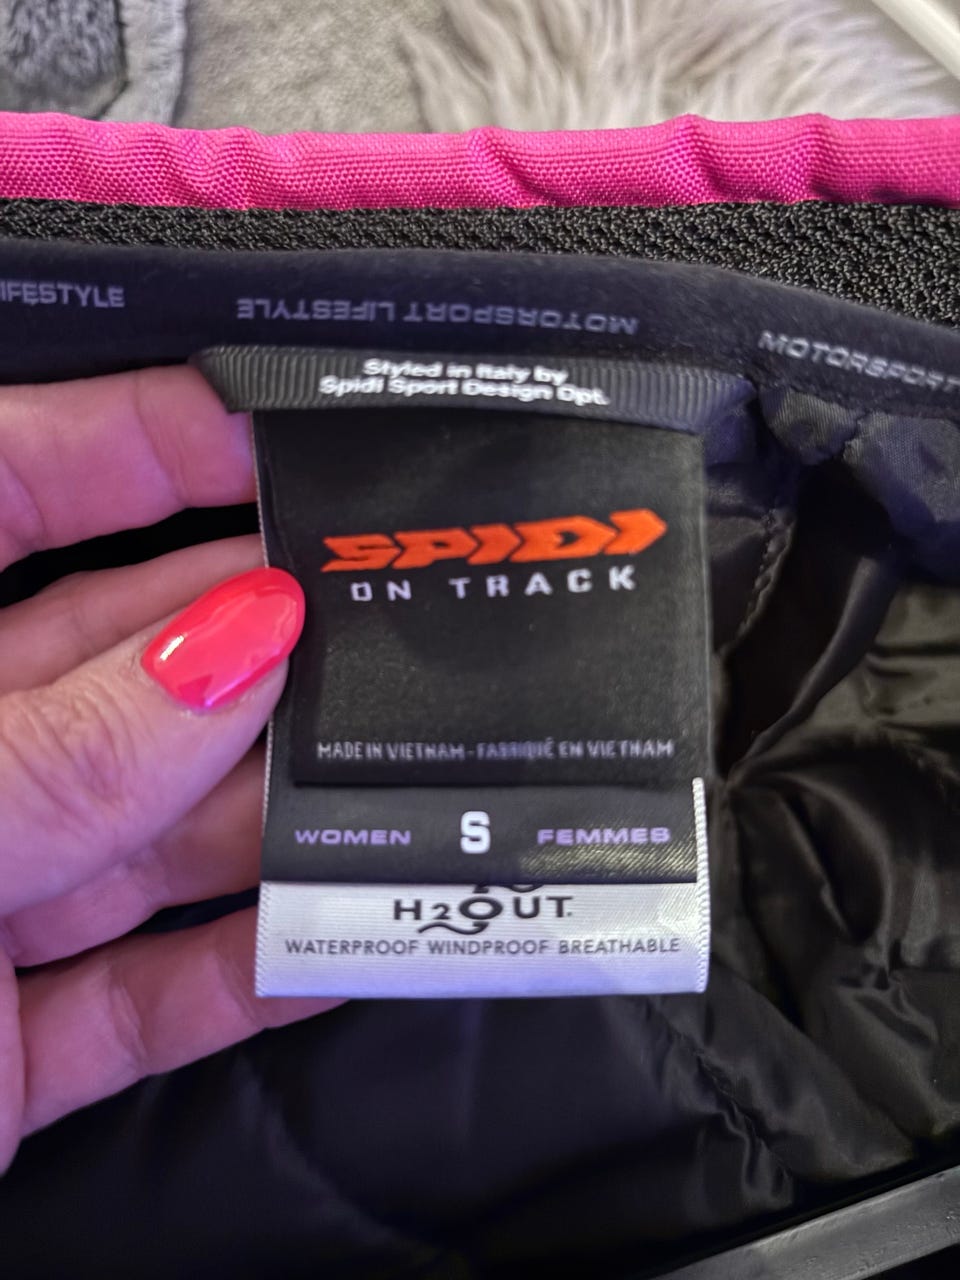 IFESTYLE
MOTORSPORT LIFESTYLE
MOTORSPORT
Styled in Italy by
Spidi Sport Design Dpt.
SPIDI
ON TRACK
MADE IN VIETNAM - FABRIQUÉ EN VIETNAM
WOMEN S FEMMES
H2OUT.
WATERPROOF WINDPROOF BREATHABLE